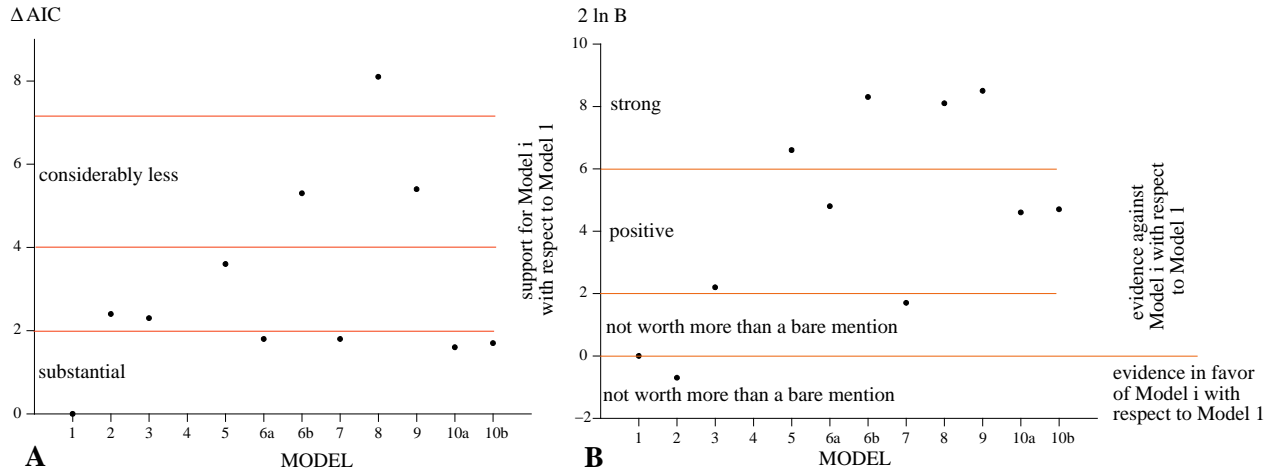 Δ AIC
8
6
4
2
0
considerably less
substantial
1 2 3 4 5 6a 6b 7 8 9 10a 10b
MODEL
A
support for Model i
with respect to Model 1
2 ln B
10
8
6
4
2
0
−2
strong
positive
not worth more than a bare mention
not worth more than a bare mention
1 2 3 4 5 6a 6b 7 8 9 10a 10b
MODEL
B
evidence against
Model i with respect
to Model 1
evidence in favor
of Model i with
respect to Model 1